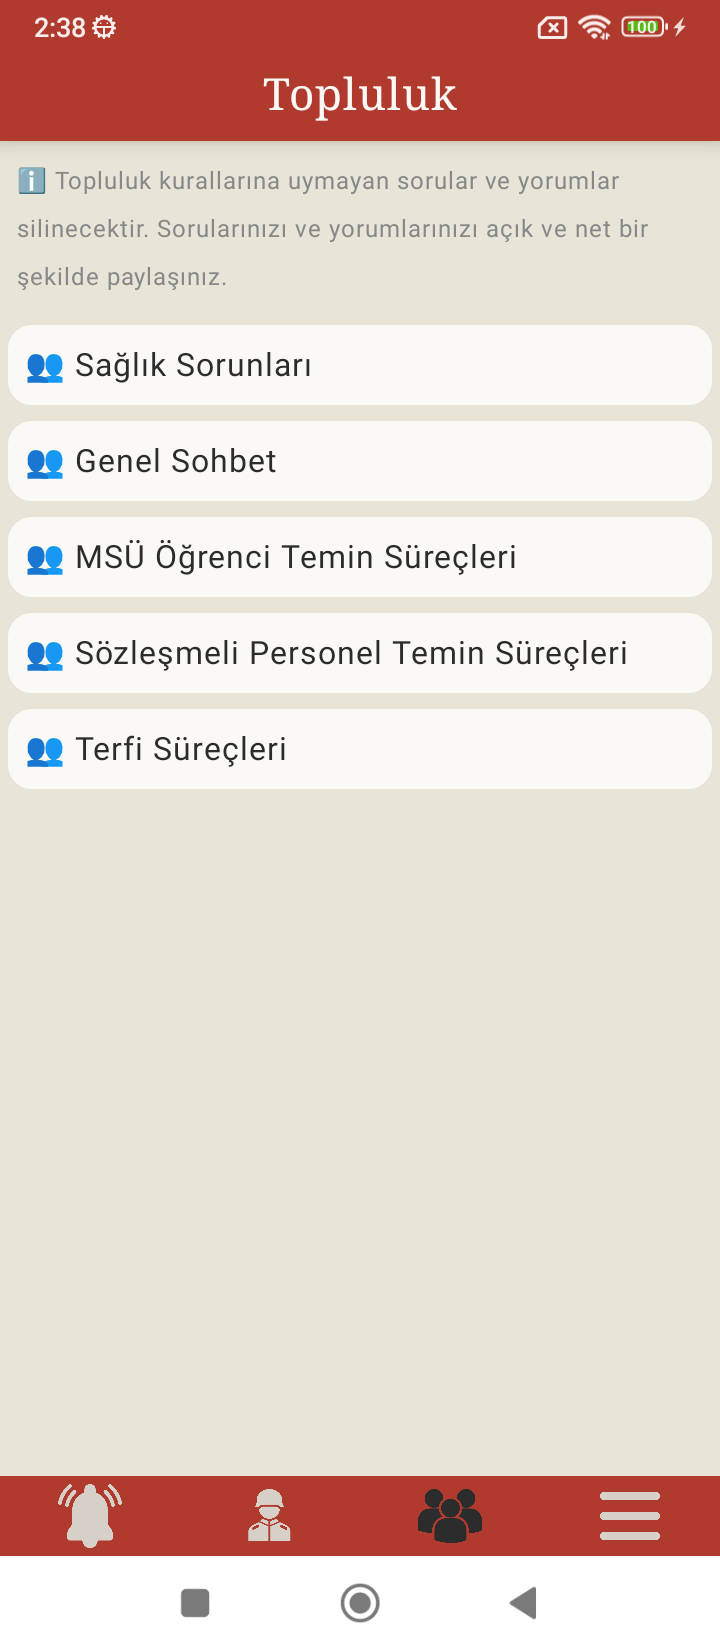 2:38
100
Topluluk
ℹ️ Topluluk kurallarına uymayan sorular ve yorumlar
silinecektir. Sorularınızı ve yorumlarınızı açık ve net bir
şekilde paylaşınız.
Sağlık Sorunları
Genel Sohbet
MSÜ Öğrenci Temin Süreçleri
Sözleşmeli Personel Temin Süreçleri
Terfi Süreçleri